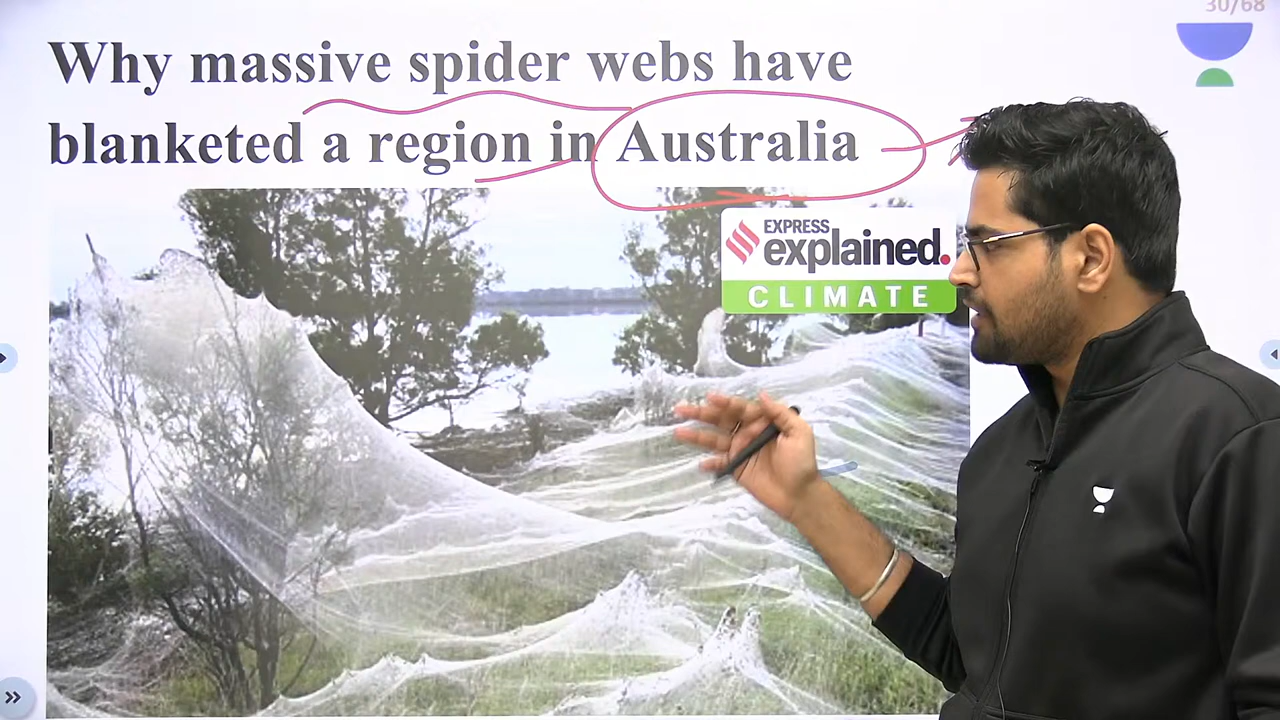 30/68
Why massive spider webs have
blanketed a region in Australia
EXPRESS
explained.
CLIMATE